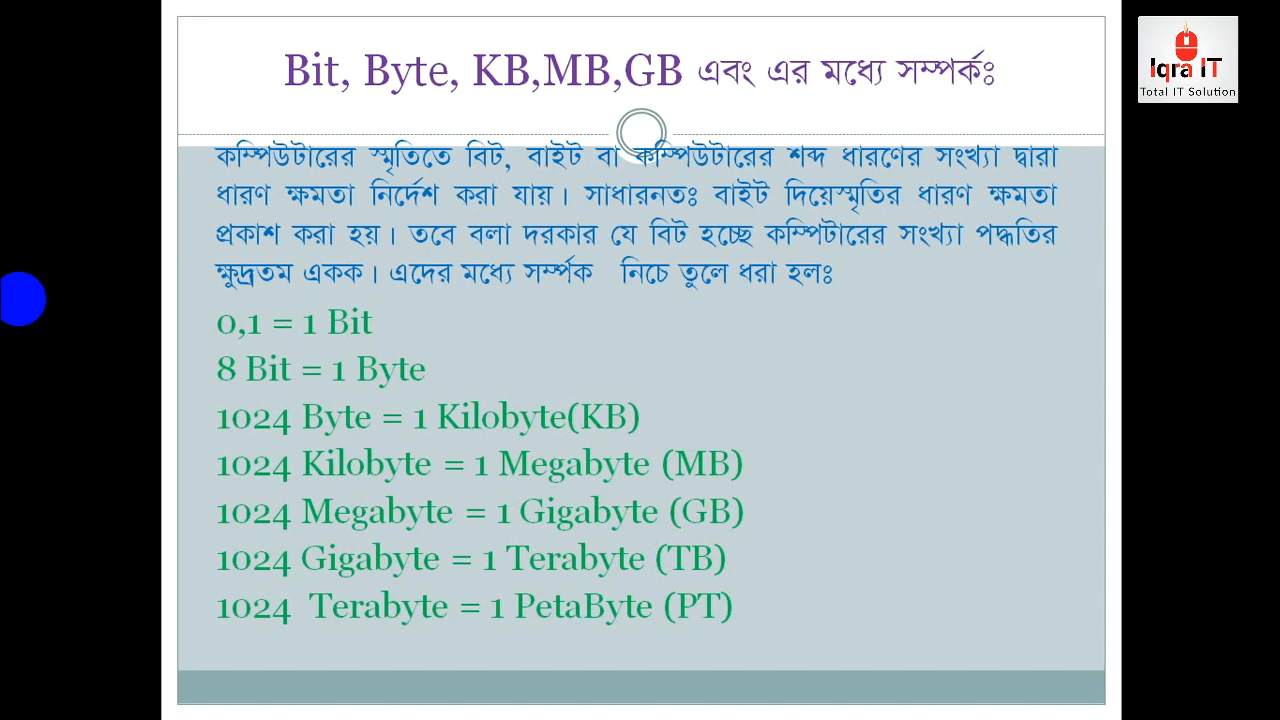 Bit, Byte, KB,MB,GB এবং এর মধ্যে সম্পর্কঃ
Iqra IT
Total IT Solution
কম্পিউটারের স্মৃতিতে বিট, বাইট বা কম্পিউটারের শব্দ ধারণের সংখ্যা দ্বারা
ধারণ ক্ষমতা নির্দেশ করা যায়। সাধারনতঃ বাইট দিয়েস্মৃতির ধারণ ক্ষমতা
প্রকাশ করা হয়। তবে বলা দরকার যে বিট হচ্ছে কম্পিটারের সংখ্যা পদ্ধতির
ক্ষুদ্রতম একক। এদের মধ্যে সর্ম্পক নিচে তুলে ধরা হলঃ
0,1 = 1 Bit
8 Bit = 1 Byte
1024 Byte = 1 Kilobyte(KB)
1024 Kilobyte = 1 Megabyte (MB)
1024 Megabyte = 1 Gigabyte (GB)
1024 Gigabyte = 1 Terabyte (TB)
1024 Terabyte = 1 PetaByte (PT)